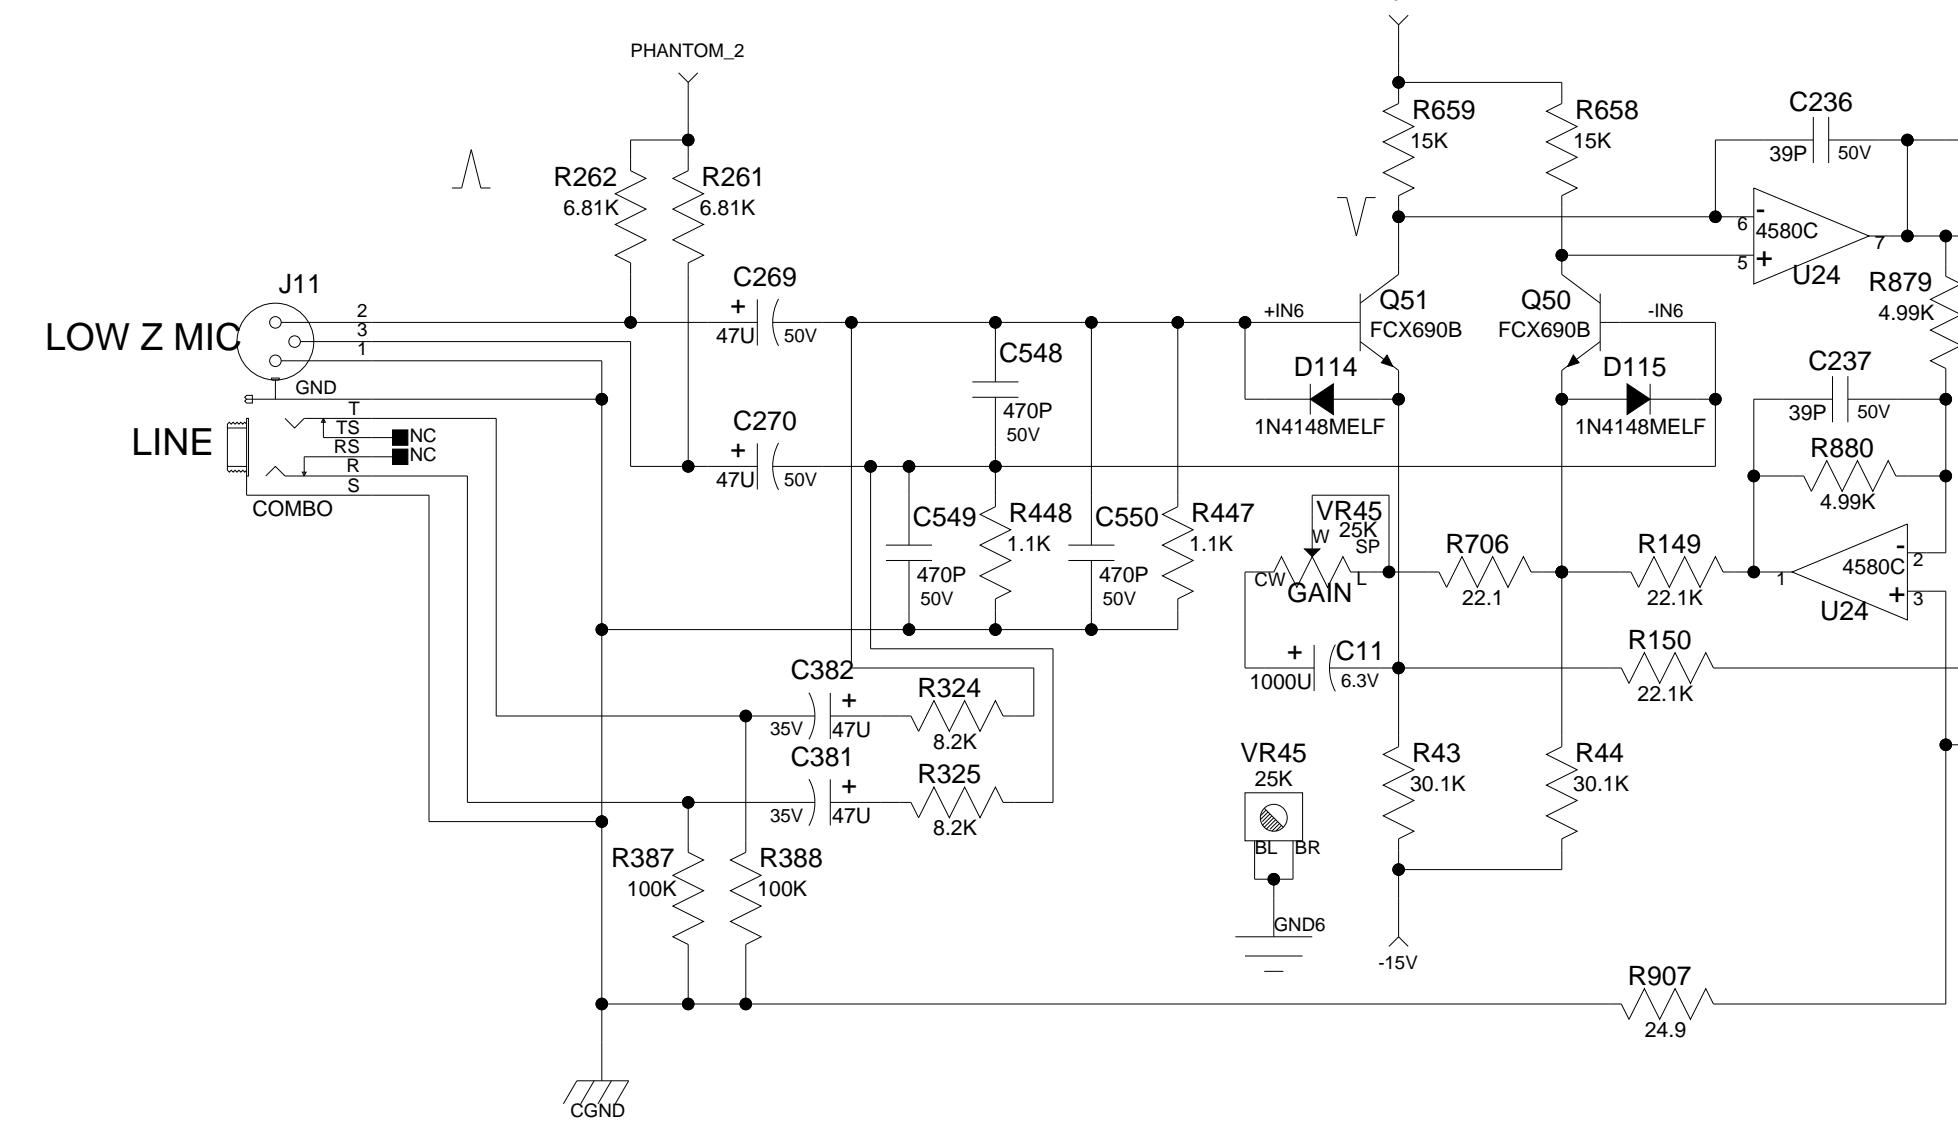 PHANTOM_2
R262
6.81K
R261
6.81K
R659
15K
R658
15K
C236
39P
50V
6
-
4580C
5
+
7
U24
J11
LOW Z MIC
2
3
1
GND
C269
+
47U
50V
C270
+
47U
50V
C548
470P
50V
+IN6
Q51
FCX690B
Q50
FCX690B
-IN6
D114
1N4148MELF
D115
1N4148MELF
R879
4.99K
C237
39P
50V
R880
4.99K
LINE
T
TS
NC
RS
NC
R
S
COMBO
C549
470P
50V
R448
1.1K
C550
470P
50V
R447
1.1K
VR45
25K
W
SP
CW
L
GAIN
R706
22.1
R149
22.1K
1
-
4580C
2
+
3
U24
C11
+
1000U
6.3V
R150
22.1K
C382
+
35V
47U
R324
8.2K
C381
+
35V
47U
R325
8.2K
VR45
25K
BL
BR
GND6
R43
30.1K
R44
30.1K
-15V
R387
100K
R388
100K
R907
24.9
CGND